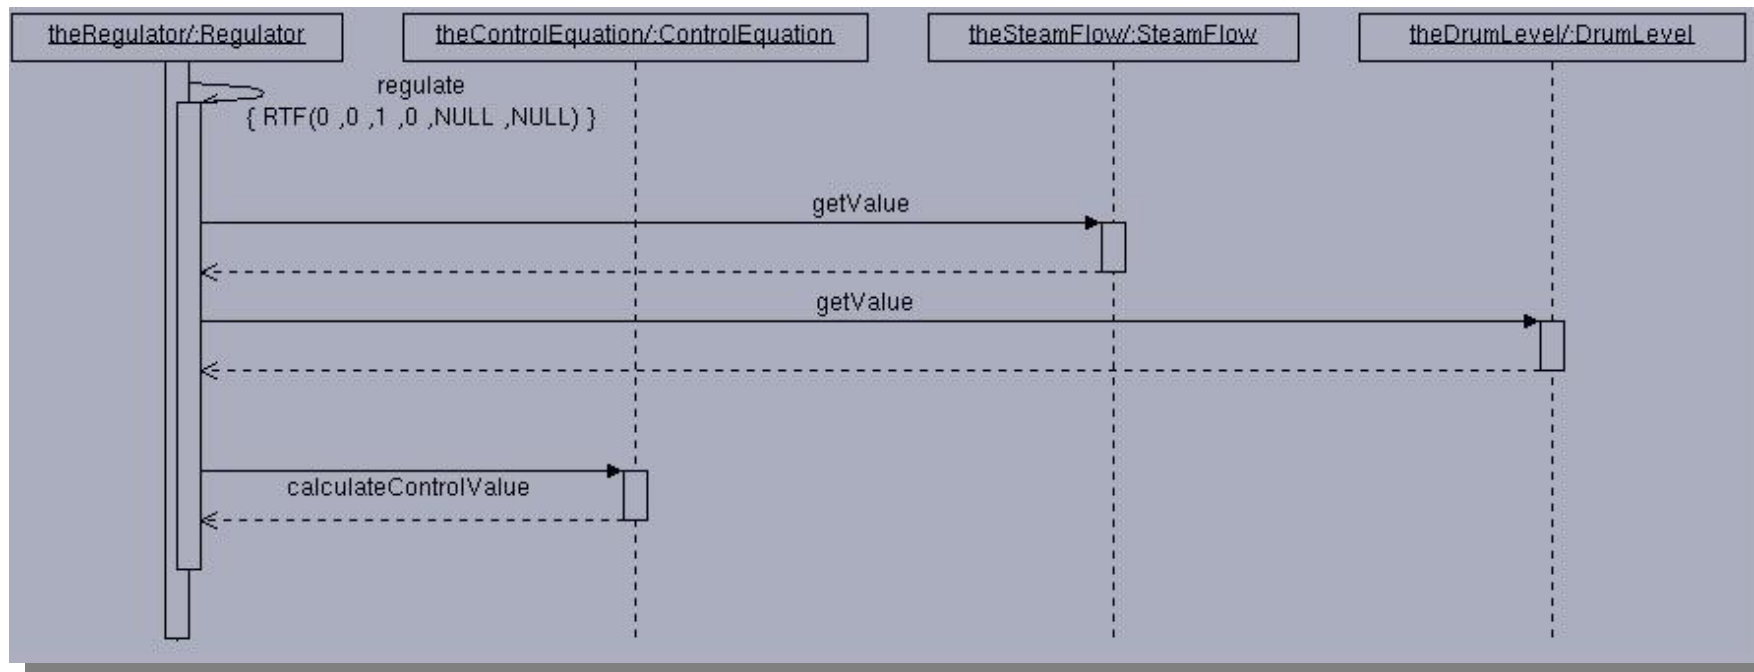 theRegulator/:Regulator
theControlEquation/:ControlEquation
theSteamFlow/:SteamFlow
theDrumLevel/:DrumLevel
regulate
{ RTF(0 ,0 ,1 ,0 ,NULL ,NULL) }
getValue
getValue
calculateControlValue